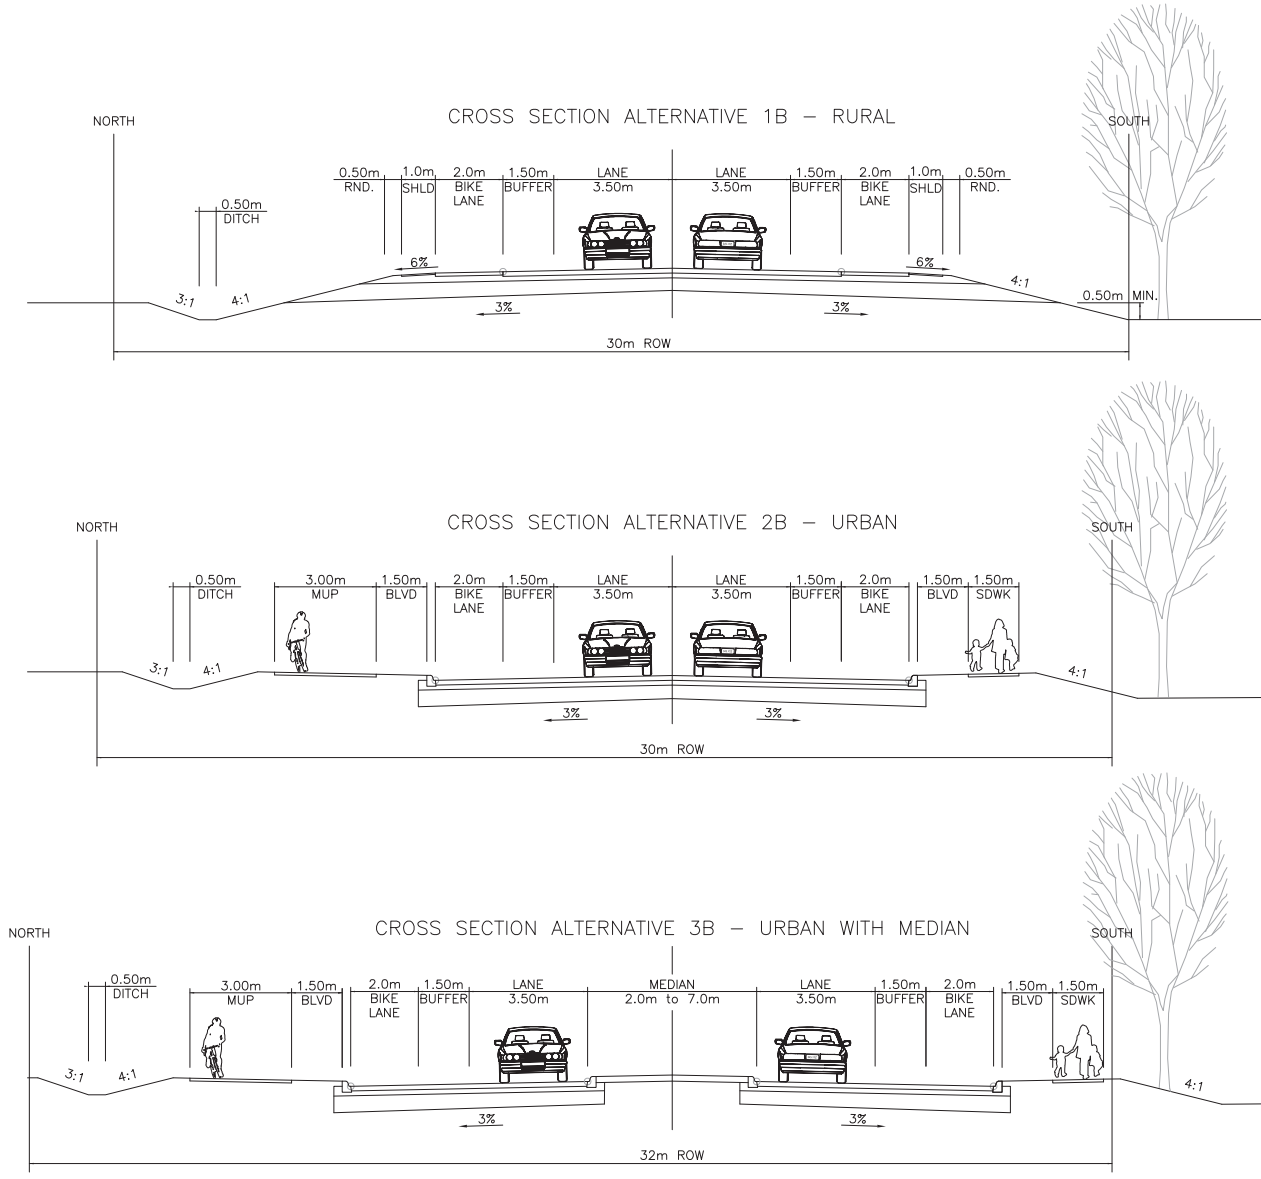 CROSS SECTION ALTERNATIVE 1B – RURAL
NORTH
SOUTH
0.50m 1.0m 2.0m 1.50m LANE LANE 1.50m 2.0m 1.0m 0.50m
RND. SHLD BIKE LANE BUFFER 3.50m 3.50m BUFFER BIKE LANE SHLD RND.
0.50m
DITCH
6% 6%
3:1 4:1 4:1
0.50m MIN.
3% 3%
30m ROW
CROSS SECTION ALTERNATIVE 2B – URBAN
NORTH
SOUTH
0.50m 3.00m 1.50m 2.0m 1.50m LANE LANE 1.50m 2.0m 1.50m 1.50m
DITCH MUP BLVD BIKE LANE BUFFER 3.50m 3.50m BUFFER BIKE LANE BLVD SDWK
3:1 4:1 4:1
3% 3%
30m ROW
CROSS SECTION ALTERNATIVE 3B – URBAN WITH MEDIAN
NORTH
SOUTH
0.50m 3.00m 1.50m 2.0m 1.50m LANE MEDIAN LANE 1.50m 2.0m 1.50m 1.50m
DITCH MUP BLVD BIKE LANE BUFFER 3.50m 2.0m to 7.0m 3.50m BUFFER BIKE LANE BLVD SDWK
3:1 4:1 4:1
3% 3%
32m ROW